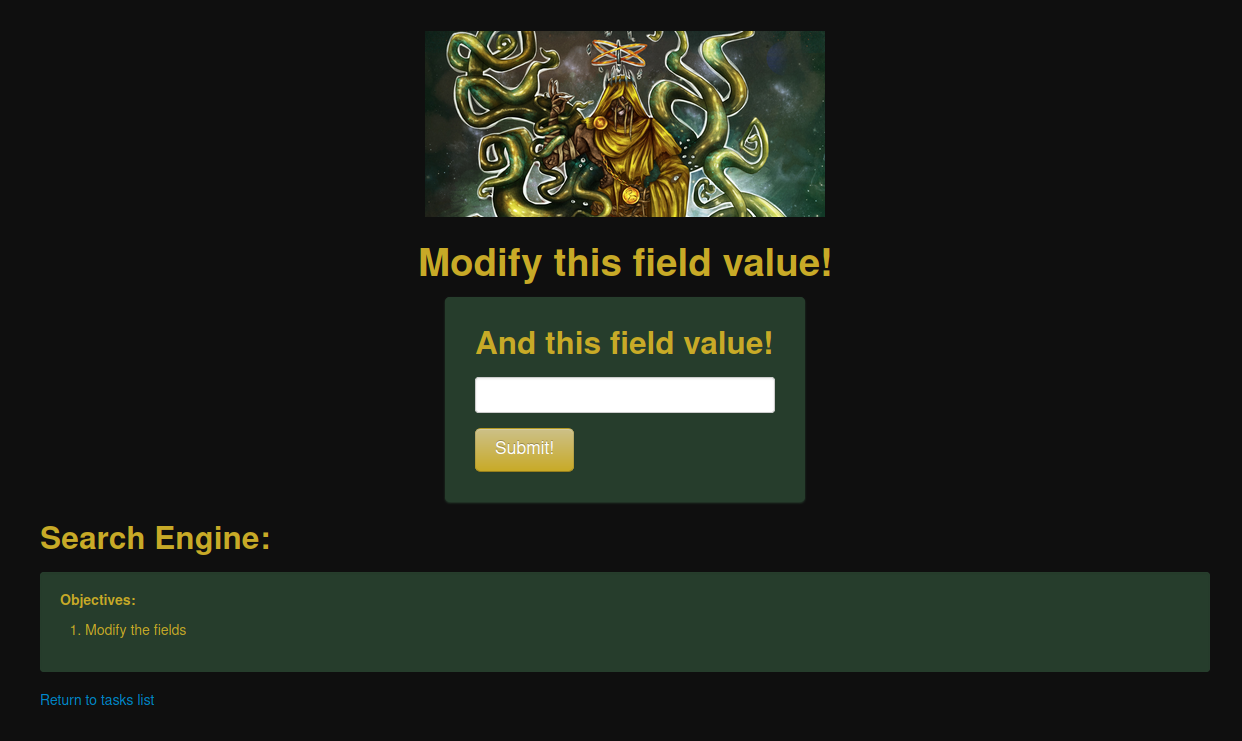 Modify this field value!
And this field value!
Submit!
Search Engine:
Objectives:
1. Modify the fields
Return to tasks list